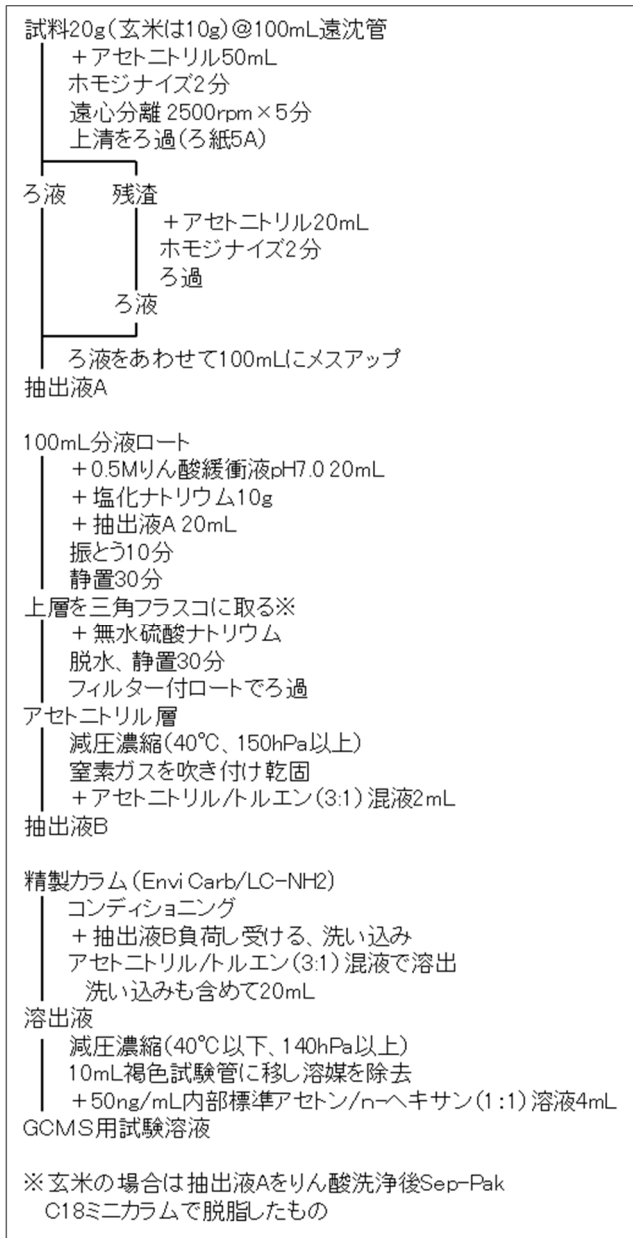 試料20g(玄米は10g)@100mL遠沈管
+アセトニトリル50mL
ホモジナイズ2分
遠心分離 2500rpm×5分
上清をろ過(ろ紙5A)
ろ液 残渣
+アセトニトリル20mL
ホモジナイズ2分
ろ過
ろ液
ろ液をあわせて100mLにメスアップ
抽出液A
100mL分液ロート
+0.5Mりん酸緩衝液pH7.0 20mL
+塩化ナトリウム10g
+抽出液A 20mL
振とう10分
静置30分
上層を三角フラスコに取る※
+無水硫酸ナトリウム
脱水、静置30分
フィルター付ロートでろ過
アセトニトリル層
減圧濃縮(40℃、150hPa以上)
窒素ガスを吹き付け乾固
+アセトニトリル/トルエン(3:1)混液2mL
抽出液B
精製カラム(Envi Carb/LC-NH2)
コンディショニング
+抽出液B負荷し受ける、洗い込み
アセトニトリル/トルエン(3:1)混液で溶出
洗い込みも含めて20mL
溶出液
減圧濃縮(40℃以下、140hPa以上)
10mL褐色試験管に移し溶媒を除去
+50ng/mL内部標準アセトン/n-ヘキサン(1:1)溶液4mL
GCMS用試験溶液
※玄米の場合は抽出液Aをりん酸洗浄後Sep-Pak
C18ミニカラムで脱脂したもの